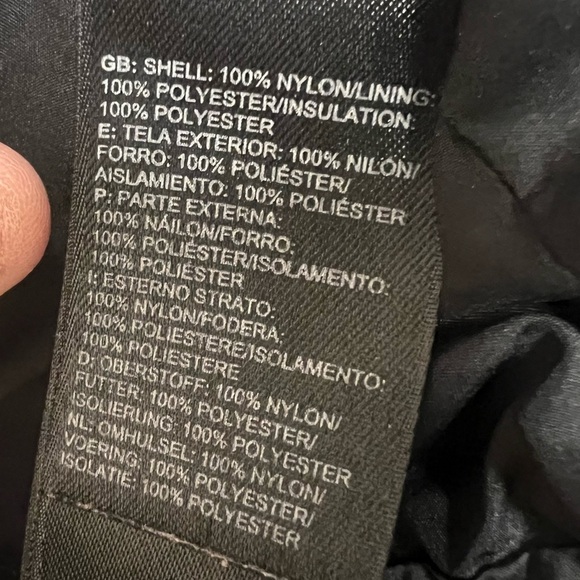 GB: SHELL: 100% NYLON/LINING:
100% POLYESTER/INSULATION:
100% POLYESTER
E: TELA EXTERIOR: 100% NILÓN/
FORRO: 100% POLIÉSTER/
AISLAMIENTO: 100% POLIÉSTER
P: PARTE EXTERNA:
100% NÁILON/FORRO:
100% POLIÉSTER/ISOLAMENTO:
100% POLIÉSTER
I: ESTERNO STRATO:
100% NYLON/FODERA:
100% POLIESTERE/ISOLAMENTO:
100% POLIESTERE
D: OBERSTOFF: 100% NYLON/
FUTTER: 100% POLYESTER/
ISOLIERUNG: 100% POLYESTER
NL: OMHULSEL: 100% NYLON/
VOERING: 100% POLYESTER/
ISOLATIE: 100% POLYESTER